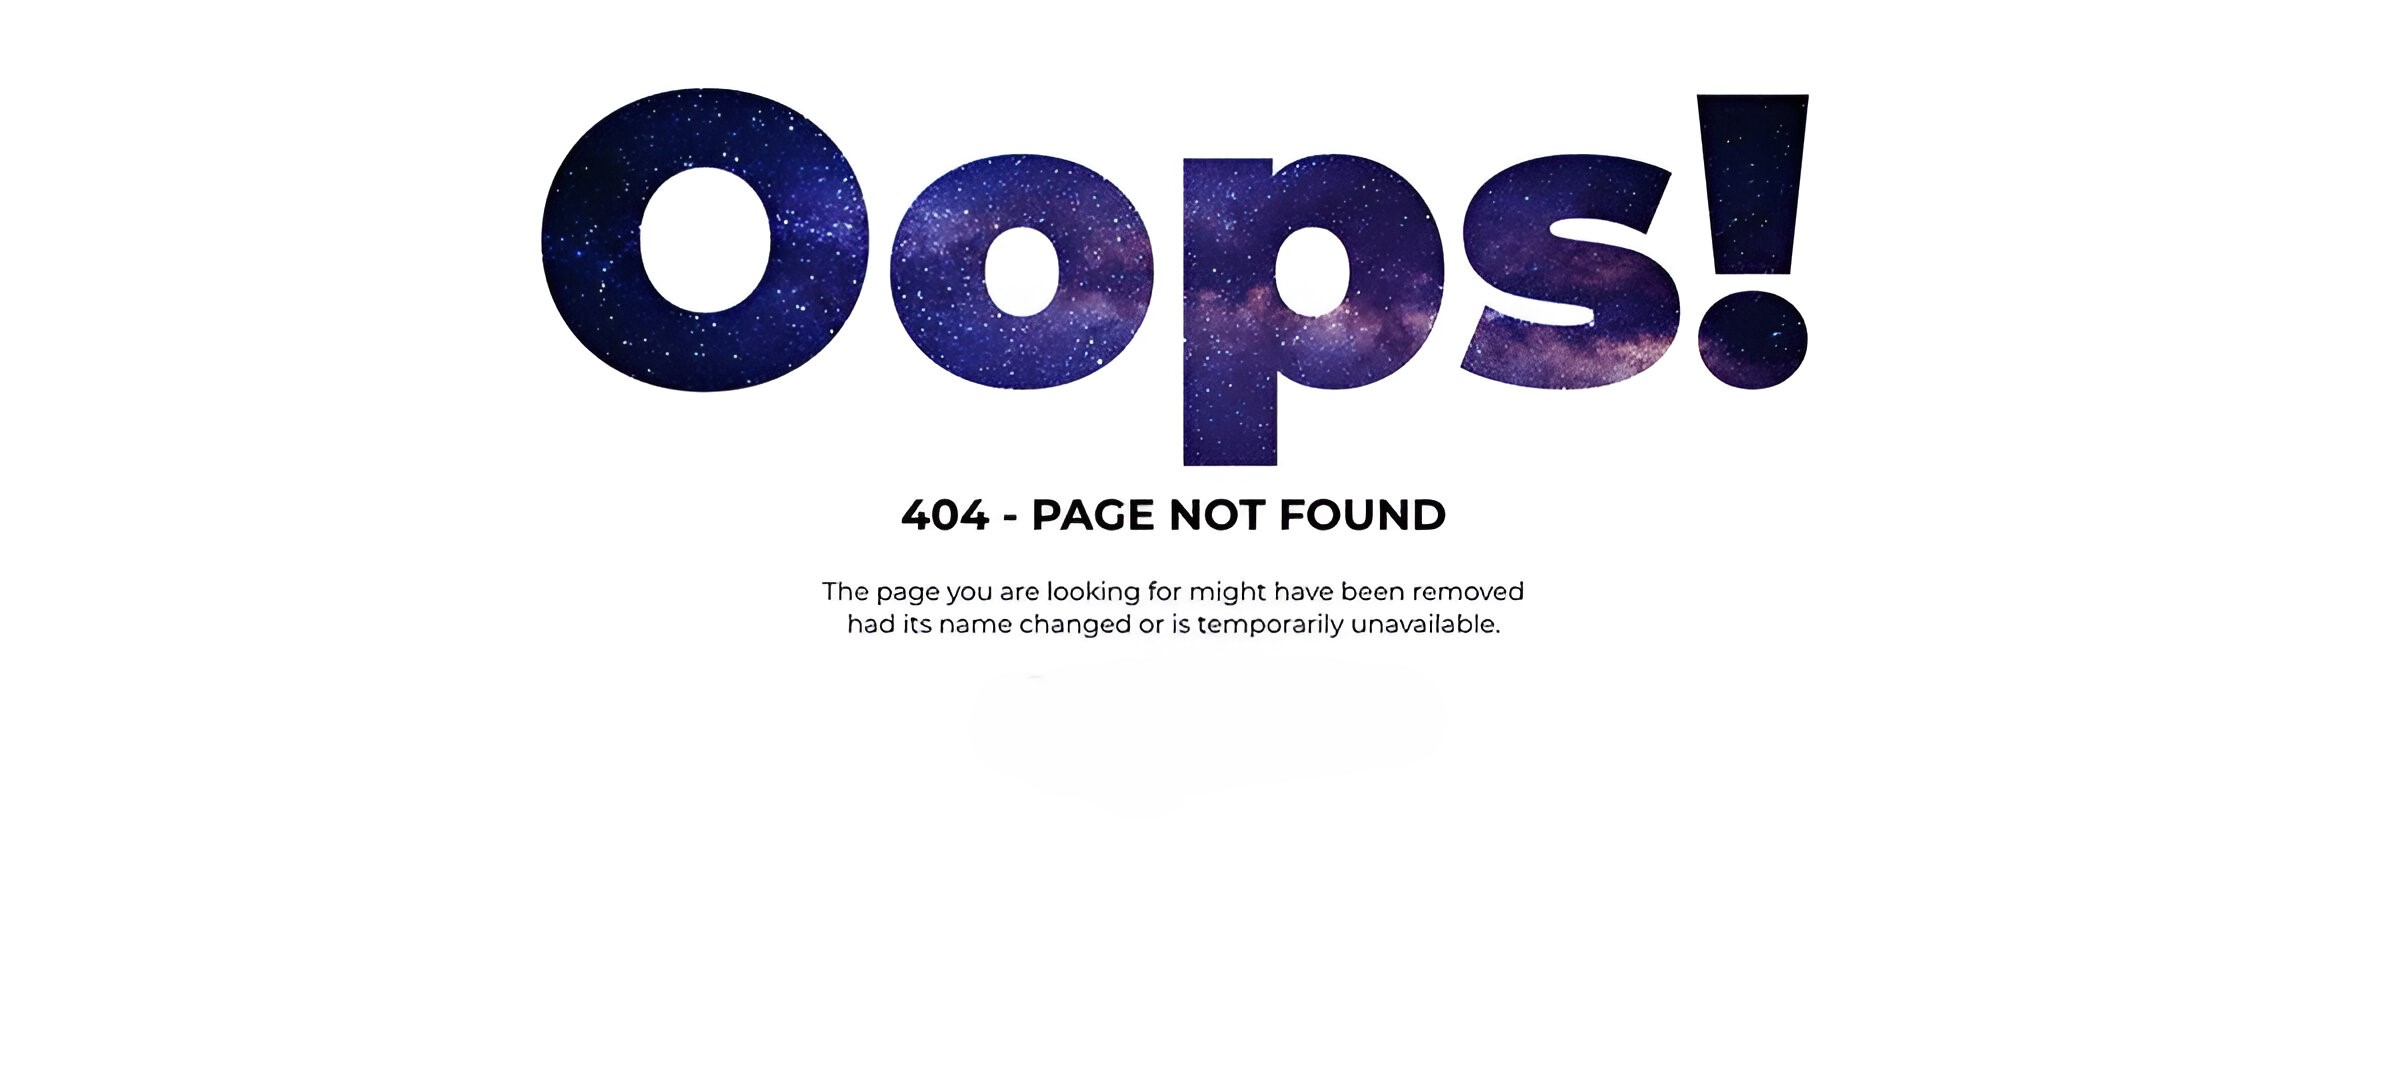 Oops!
404 - PAGE NOT FOUND
The page you are looking for might have been removed
had its name changed or is temporarily unavailable.